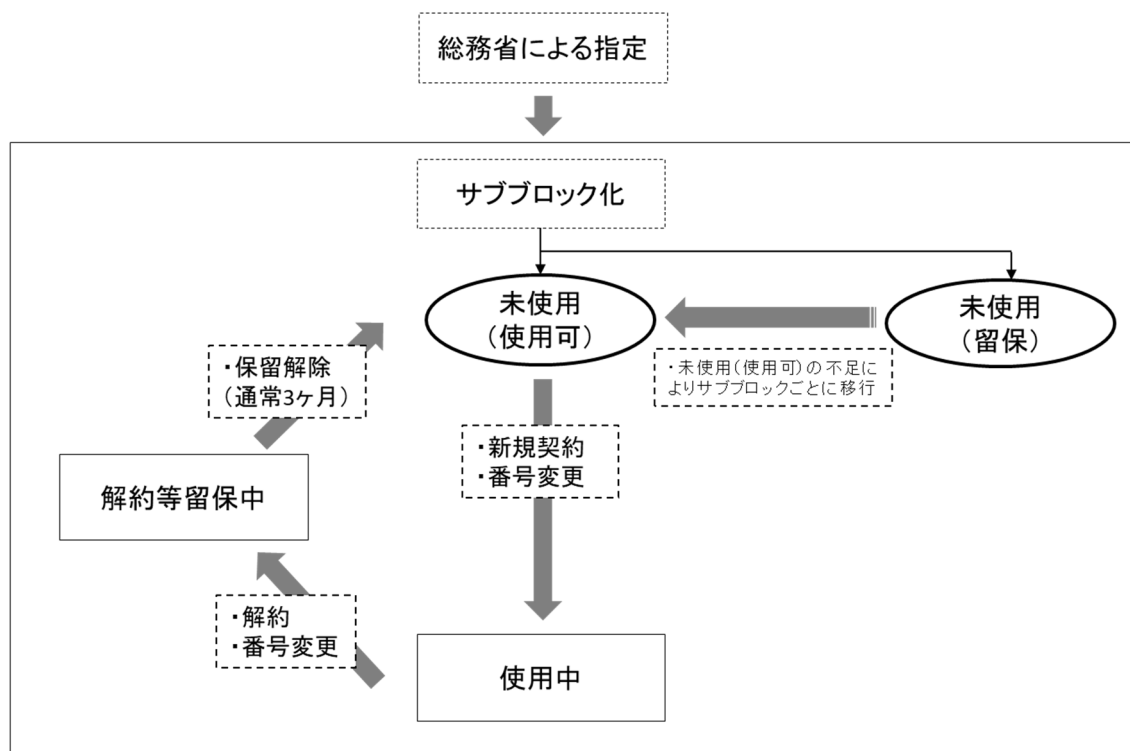 総務省による指定
サブブロック化
未使用
（使用可）
未使用
（留保）
・未使用（使用可）の不足に
よりサブブロックごとに移行
・保留解除
（通常3ヶ月）
・新規契約
・番号変更
解約等留保中
・解約
・番号変更
使用中